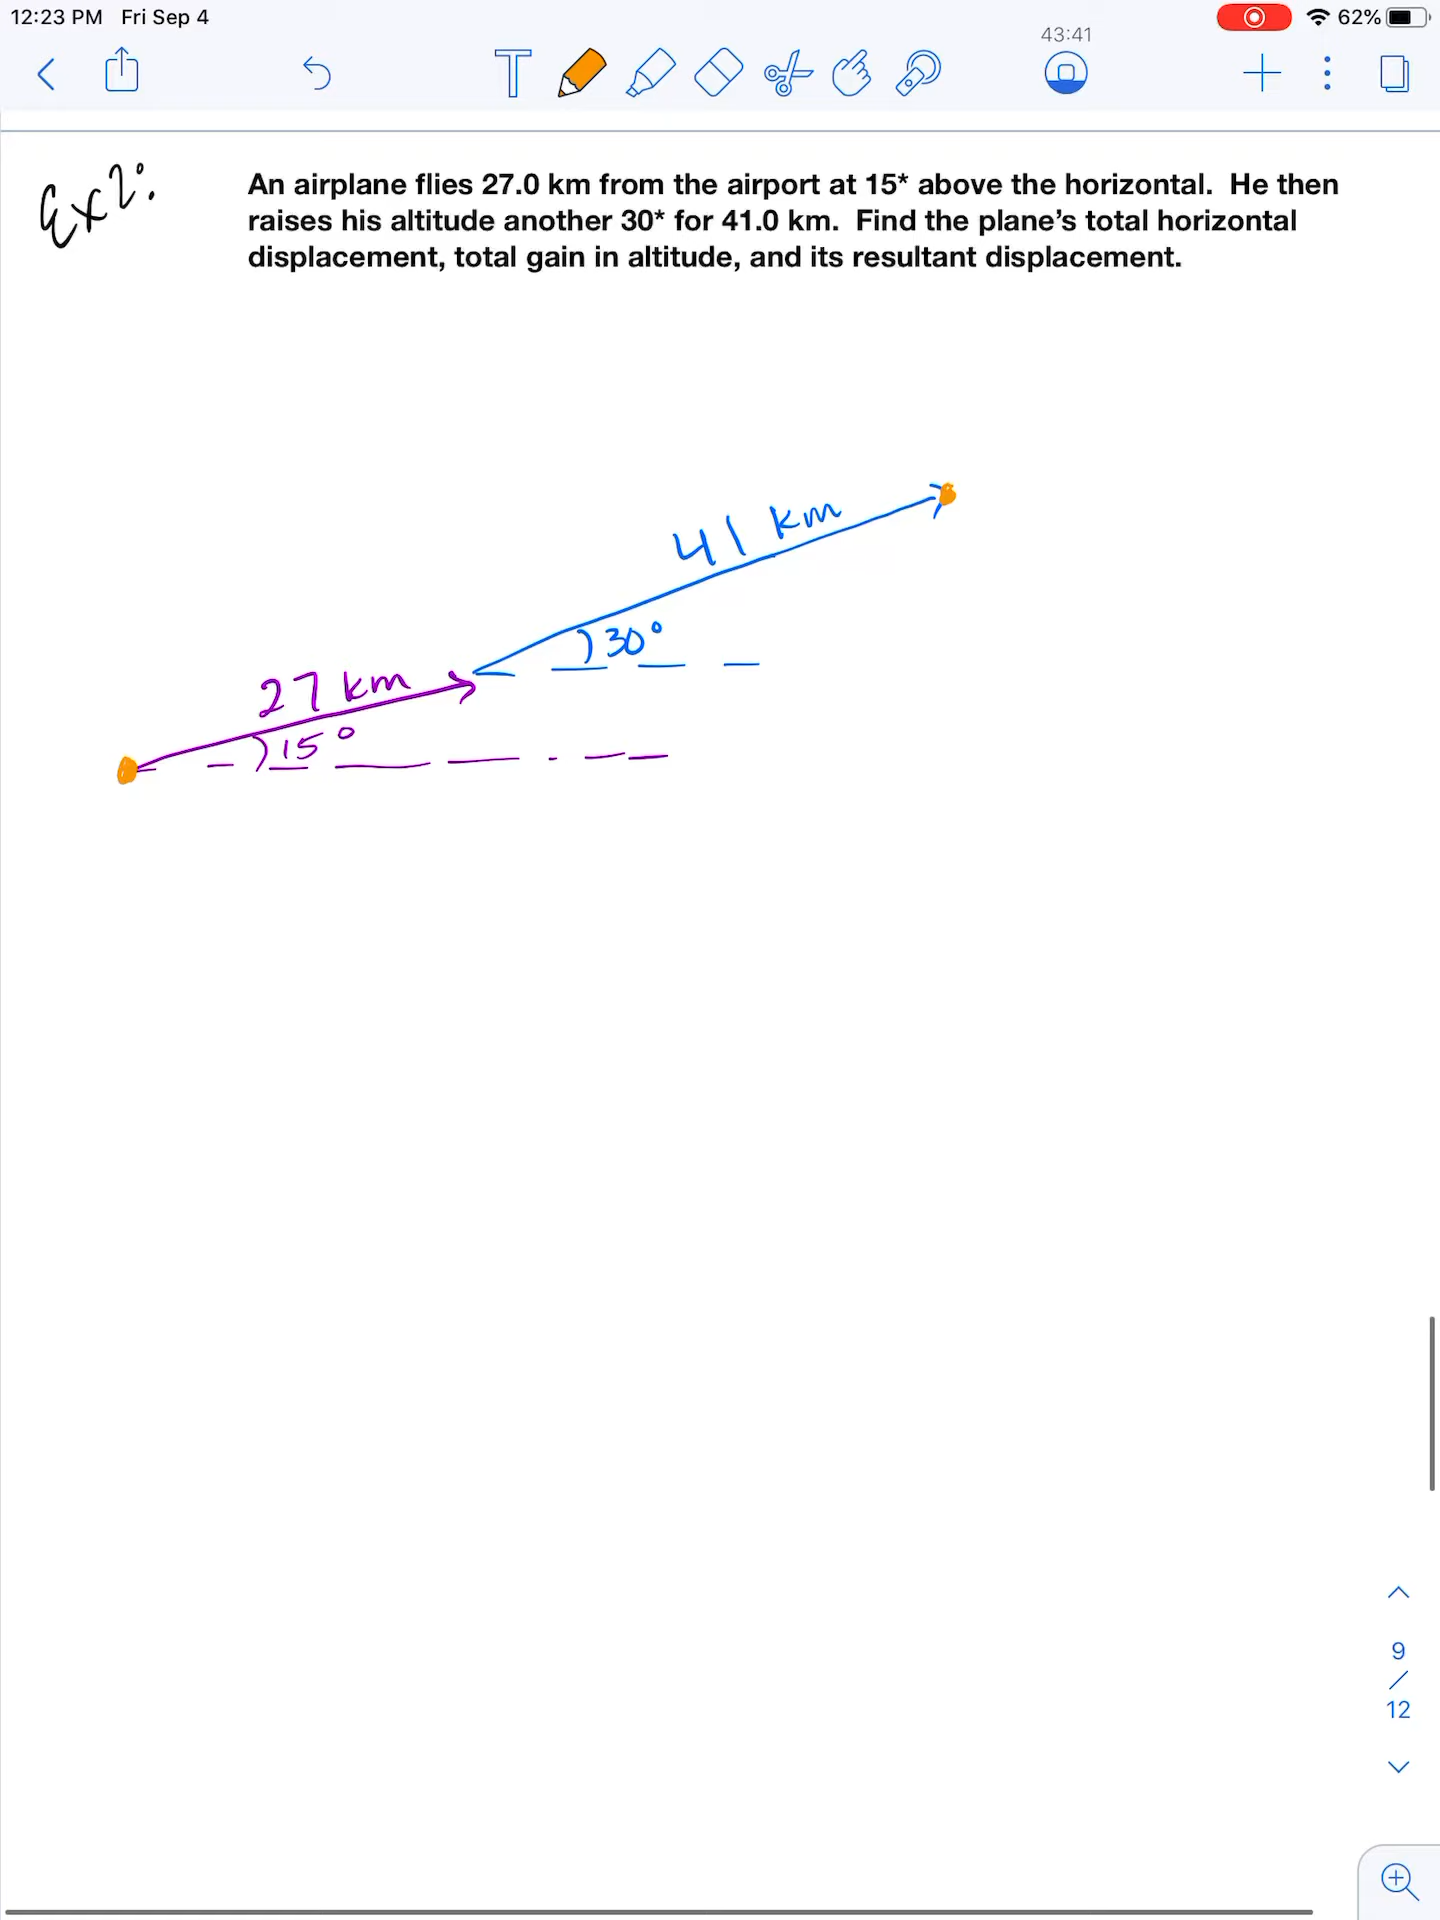 12:23 PM Fri Sep 4
62%
43:41
T
Ex2:
An airplane flies 27.0 km from the airport at 15* above the horizontal. He then
raises his altitude another 30* for 41.0 km. Find the plane’s total horizontal
displacement, total gain in altitude, and its resultant displacement.
41 km
30°
27 km
15°
9
/
12